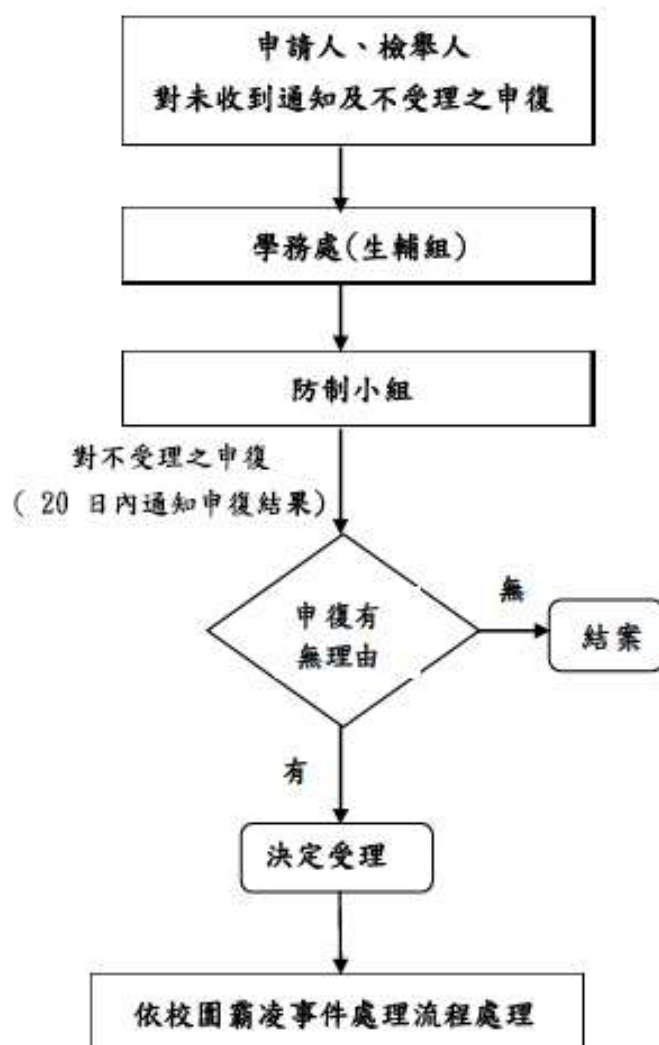 申請人、檢舉人
對未收到通知及不受理之申復
學務處(生輔組)
防制小組
對不受理之申復
( 20 日內通知申復結果)
申復有
無理由
無
結案
有
決定受理
依校園霸凌事件處理流程處理